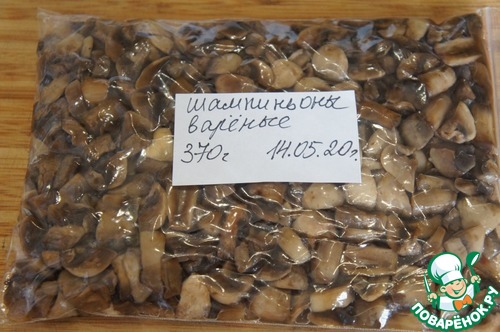 шампиньоны
варёные
370г 14.05.20г.
ПОВАРЁНОК.РУ